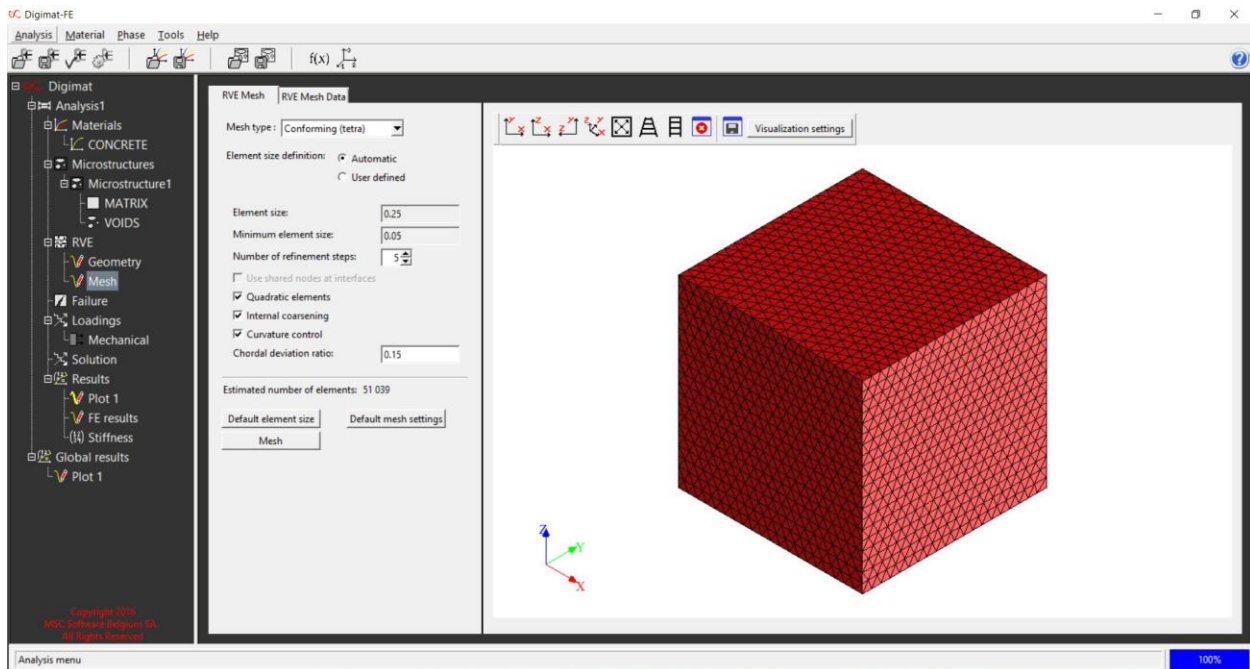 Digimat-FE
Analysis Material Phase Tools Help
f(x)
Digimat
Analysis1
Materials
CONCRETE
Microstructures
Microstructure1
MATRIX
VOIDS
RVE
Geometry
Mesh
Failure
Loadings
Mechanical
Solution
Results
Plot 1
FE results
Stiffness
Global results
Plot 1
Copyright 2016
MSC Software Belgium SA.
All Rights Reserved
RVE Mesh RVE Mesh Data
Mesh type : Conforming (tetra)
Element size definition: Automatic
User defined
Element size: 0.25
Minimum element size: 0.05
Number of refinement steps: 5
Use shared nodes at interfaces
Quadratic elements
Internal coarsening
Curvature control
Chordal deviation ratio: 0.15
Estimated number of elements: 51 039
Default element size Default mesh settings
Mesh
Visualization settings
Z
Y
X
Analysis menu 100%